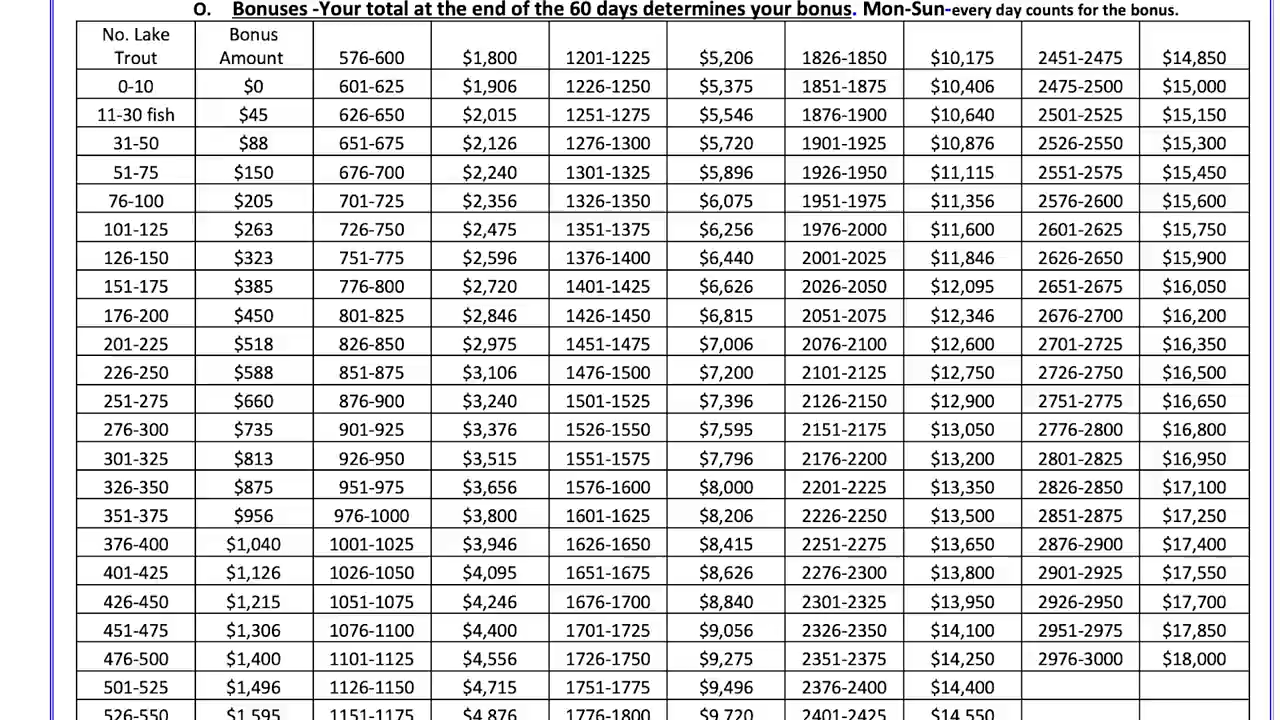 O. Bonuses -Your total at the end of the 60 days determines your bonus. Mon-Sun-every day counts for the bonus.
No. Lake Trout Bonus Amount 576-600 $1,800 1201-1225 $5,206 1826-1850 $10,175 2451-2475 $14,850
0-10 $0 601-625 $1,906 1226-1250 $5,375 1851-1875 $10,406 2475-2500 $15,000
11-30 fish $45 626-650 $2,015 1251-1275 $5,546 1876-1900 $10,640 2501-2525 $15,150
31-50 $88 651-675 $2,126 1276-1300 $5,720 1901-1925 $10,876 2526-2550 $15,300
51-75 $150 676-700 $2,240 1301-1325 $5,896 1926-1950 $11,115 2551-2575 $15,450
76-100 $205 701-725 $2,356 1326-1350 $6,075 1951-1975 $11,356 2576-2600 $15,600
101-125 $263 726-750 $2,475 1351-1375 $6,256 1976-2000 $11,600 2601-2625 $15,750
126-150 $323 751-775 $2,596 1376-1400 $6,440 2001-2025 $11,846 2626-2650 $15,900
151-175 $385 776-800 $2,720 1401-1425 $6,626 2026-2050 $12,095 2651-2675 $16,050
176-200 $450 801-825 $2,846 1426-1450 $6,815 2051-2075 $12,346 2676-2700 $16,200
201-225 $518 826-850 $2,975 1451-1475 $7,006 2076-2100 $12,600 2701-2725 $16,350
226-250 $588 851-875 $3,106 1476-1500 $7,200 2101-2125 $12,750 2726-2750 $16,500
251-275 $660 876-900 $3,240 1501-1525 $7,396 2126-2150 $12,900 2751-2775 $16,650
276-300 $735 901-925 $3,376 1526-1550 $7,595 2151-2175 $13,050 2776-2800 $16,800
301-325 $813 926-950 $3,515 1551-1575 $7,796 2176-2200 $13,200 2801-2825 $16,950
326-350 $875 951-975 $3,656 1576-1600 $8,000 2201-2225 $13,350 2826-2850 $17,100
351-375 $956 976-1000 $3,800 1601-1625 $8,206 2226-2250 $13,500 2851-2875 $17,250
376-400 $1,040 1001-1025 $3,946 1626-1650 $8,415 2251-2275 $13,650 2876-2900 $17,400
401-425 $1,126 1026-1050 $4,095 1651-1675 $8,626 2276-2300 $13,800 2901-2925 $17,550
426-450 $1,215 1051-1075 $4,246 1676-1700 $8,840 2301-2325 $13,950 2926-2950 $17,700
451-475 $1,306 1076-1100 $4,400 1701-1725 $9,056 2326-2350 $14,100 2951-2975 $17,850
476-500 $1,400 1101-1125 $4,556 1726-1750 $9,275 2351-2375 $14,250 2976-3000 $18,000
501-525 $1,496 1126-1150 $4,715 1751-1775 $9,496 2376-2400 $14,400
526-550 $1,595 1151-1175 $4,876 1776-1800 $9,720 2401-2425 $14,550